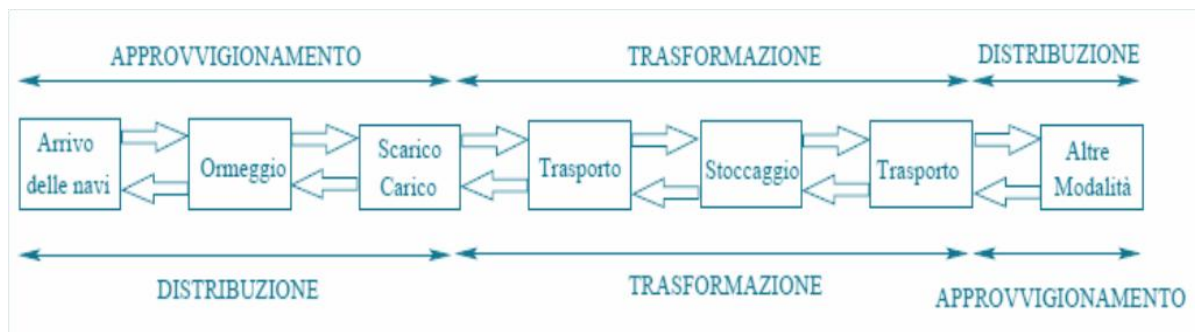 APPROVVIGIONAMENTO TRASFORMAZIONE DISTRIBUZIONE
Arrivo
delle navi
Ormeggio
Scarico
Carico
Trasporto
Stoccaggio
Trasporto
Altre
Modalità
DISTRIBUZIONE TRASFORMAZIONE APPROVVIGIONAMENTO